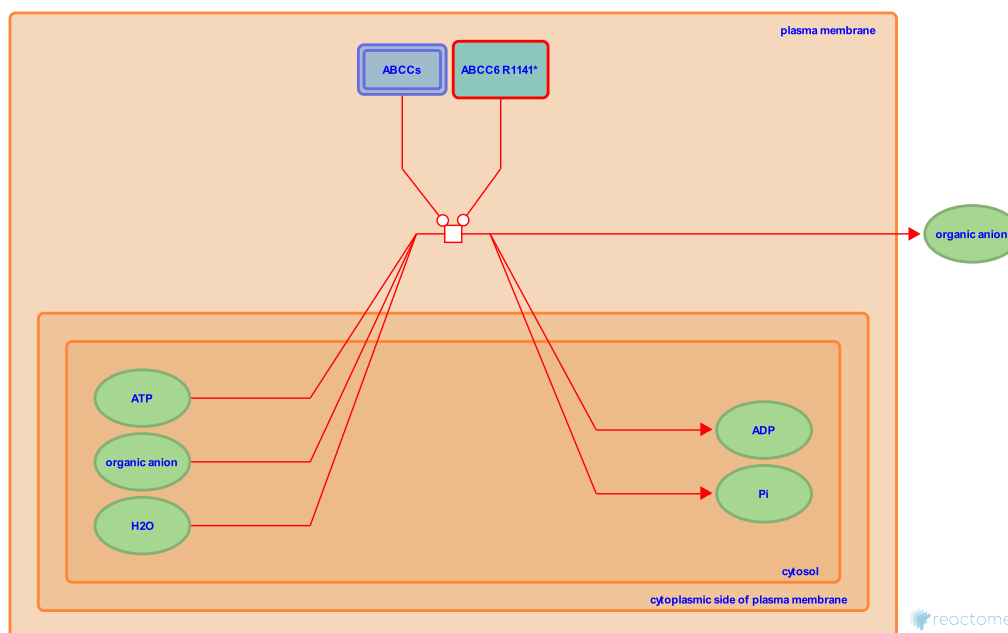 plasma membrane
ABCCs
ABCC6 R1141*
organic anion
ATP
organic anion
H2O
ADP
Pi
cytosol
cytoplasmic side of plasma membrane
reactome